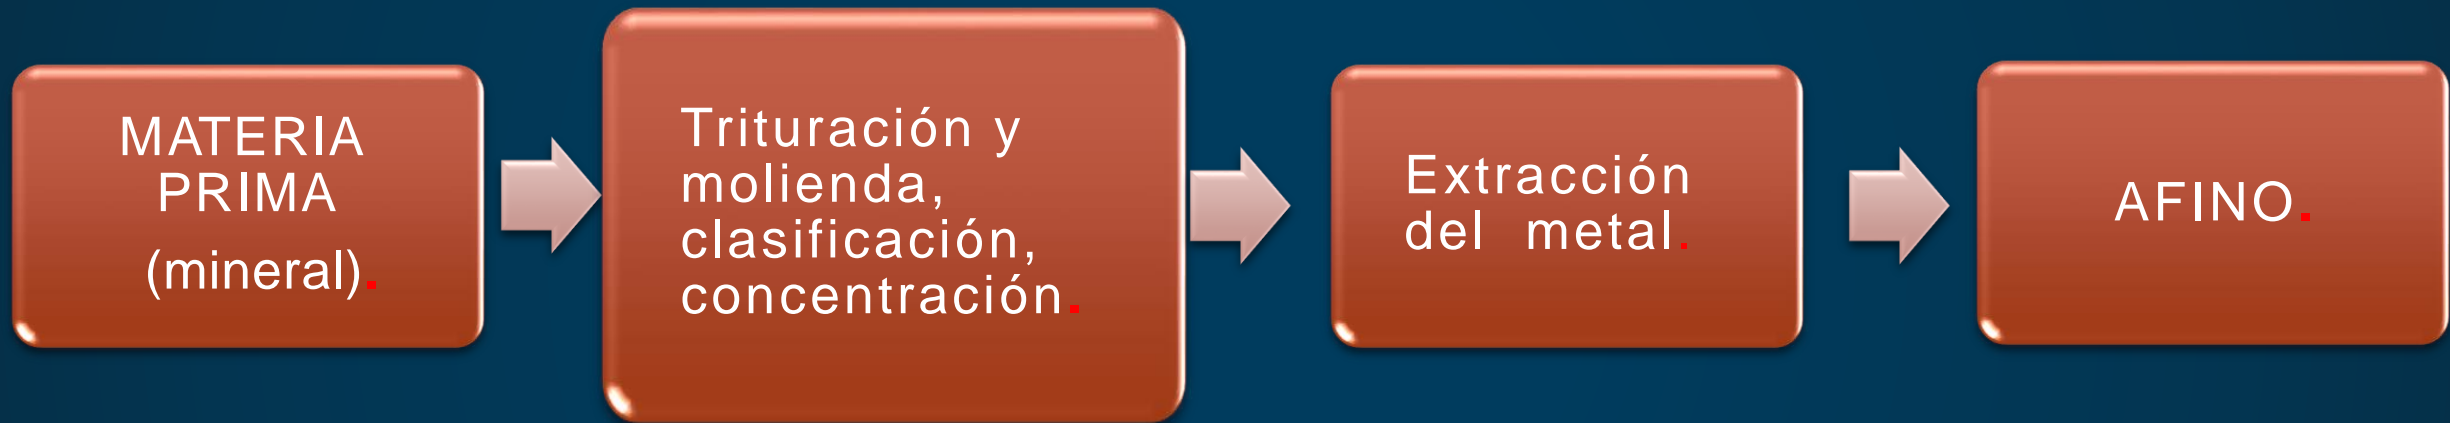 MATERIA
PRIMA
(mineral).
Trituración y
molienda,
clasificación,
concentración.
Extracción
del metal.
AFINO.